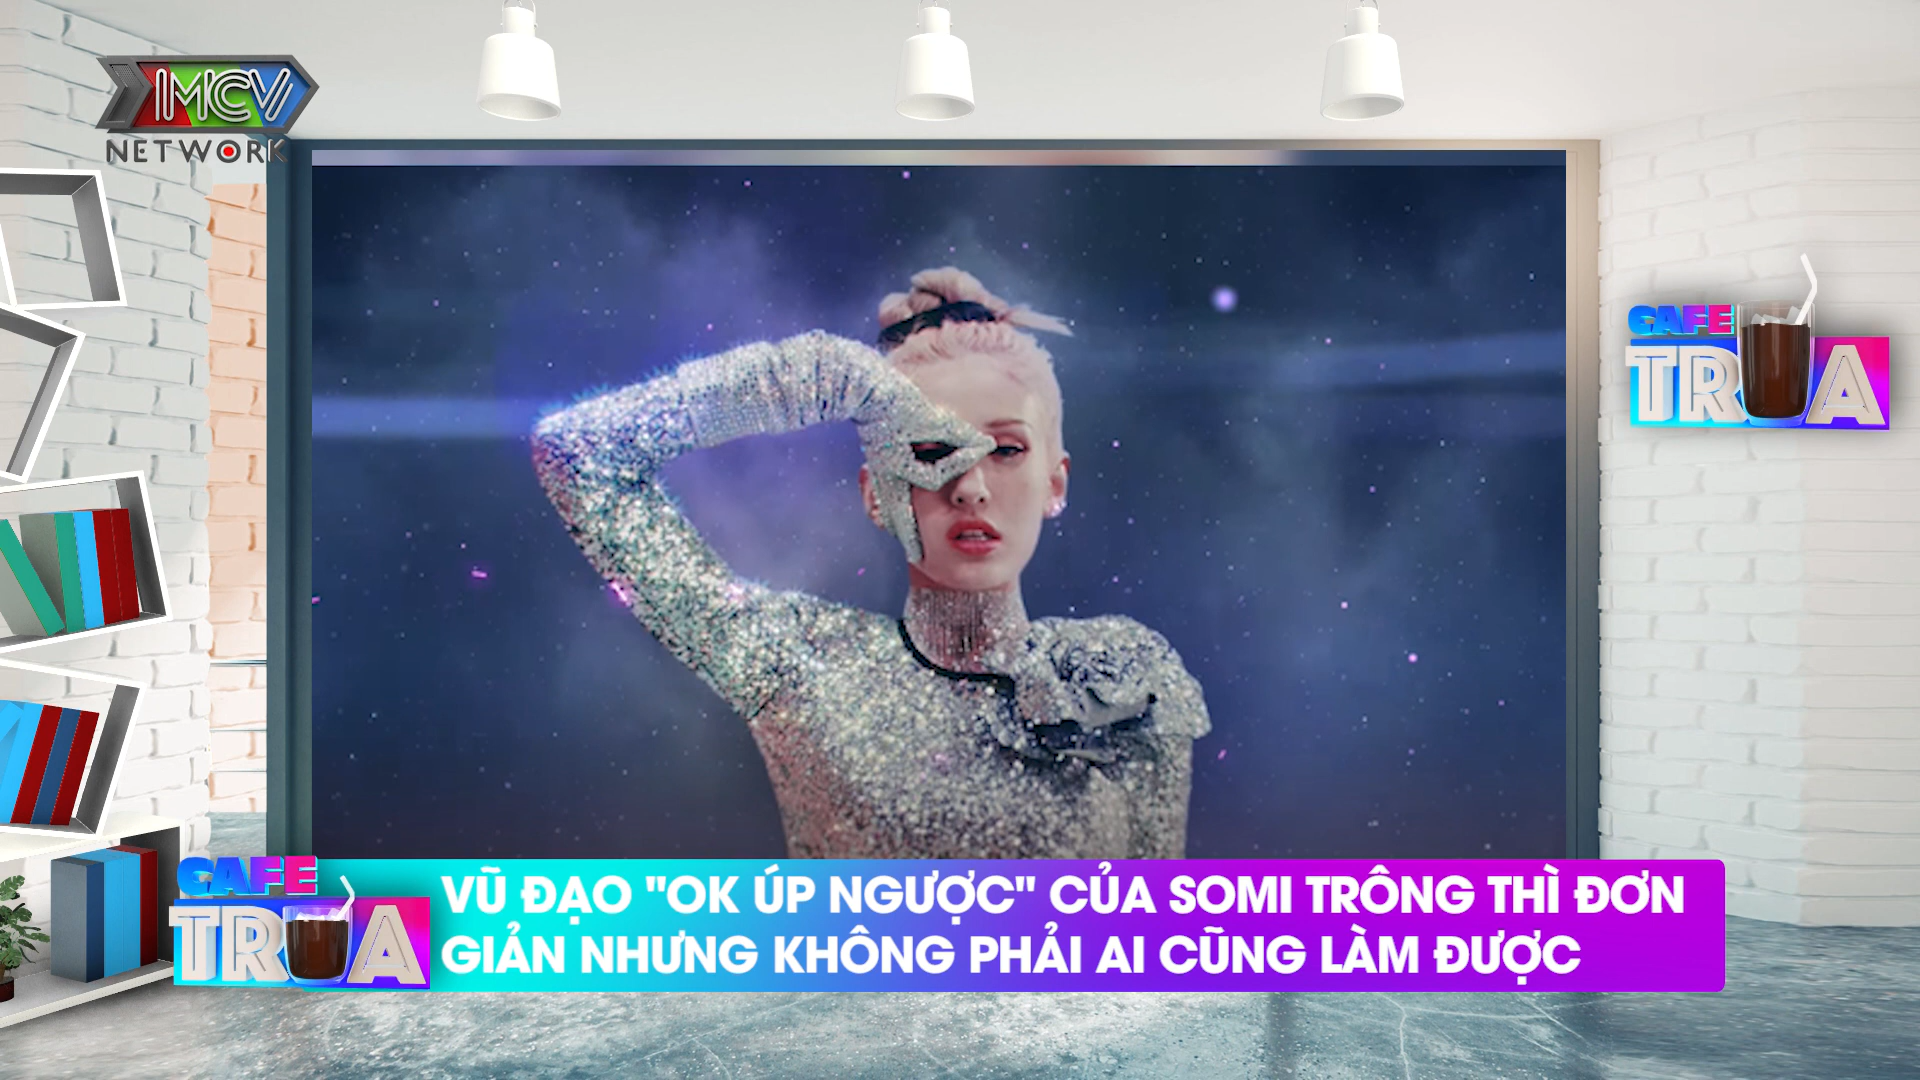 MCV
NETWORK
CAFE
TRƯA
CAFE
TRƯA
VŨ ĐẠO "OK ÚP NGƯỢC" CỦA SOMI TRÔNG THÌ ĐƠN
GIẢN NHƯNG KHÔNG PHẢI AI CŨNG LÀM ĐƯỢC